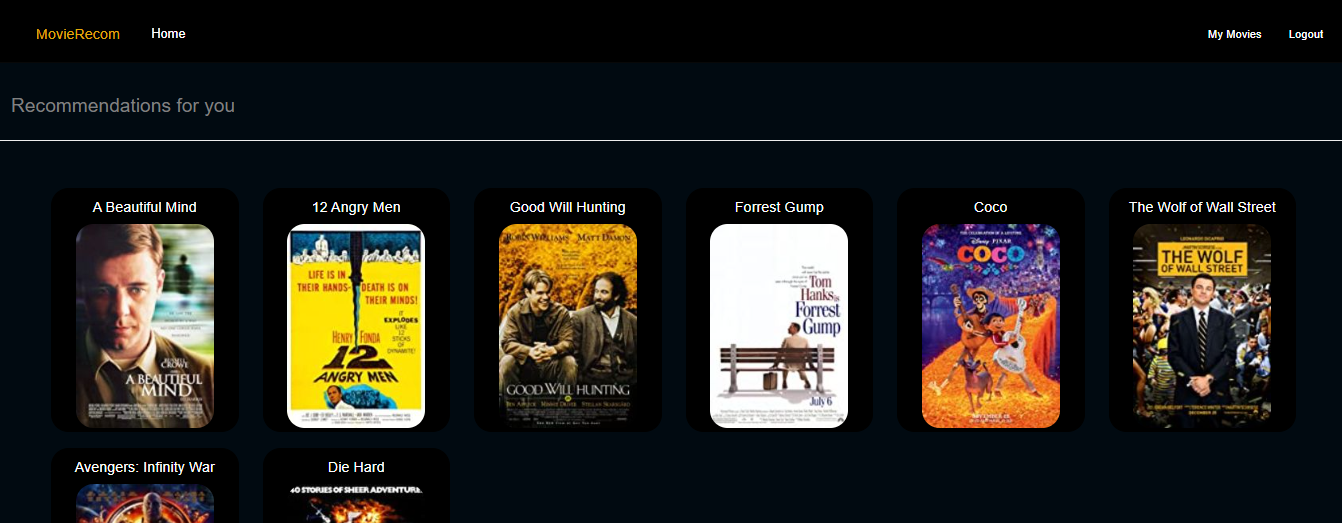 MovieRecom Home My Movies Logout
Recommendations for you
A Beautiful Mind 12 Angry Men Good Will Hunting Forrest Gump Coco The Wolf of Wall Street
RUSSELL
CROWE
A BEAUTIFUL
MIND
LIFE IS IN
THEIR HANDS- DEATH IS ON
THEIR MINDS!
IT
EXPLODES
LIKE
12
STICKS
OF
DYNAMITE!
HENRY FONDA
12
ANGRY MEN
ROBIN WILLIAMS MATT DAMON
GOOD WILL HUNTING
BEN AFFLECK MINNIE DRIVER STELLAN SKARSGARD
Tom
Hanks is
Forrest
Gump
July 6
THE CELEBRATION OF A LIFETIME
Disney PIXAR
COCO
LEONARDO DICAPRIO
THE WOLF
OF WALL STREET
Avengers: Infinity War Die Hard
40 STORIES OF SHEER ADVENTURE.